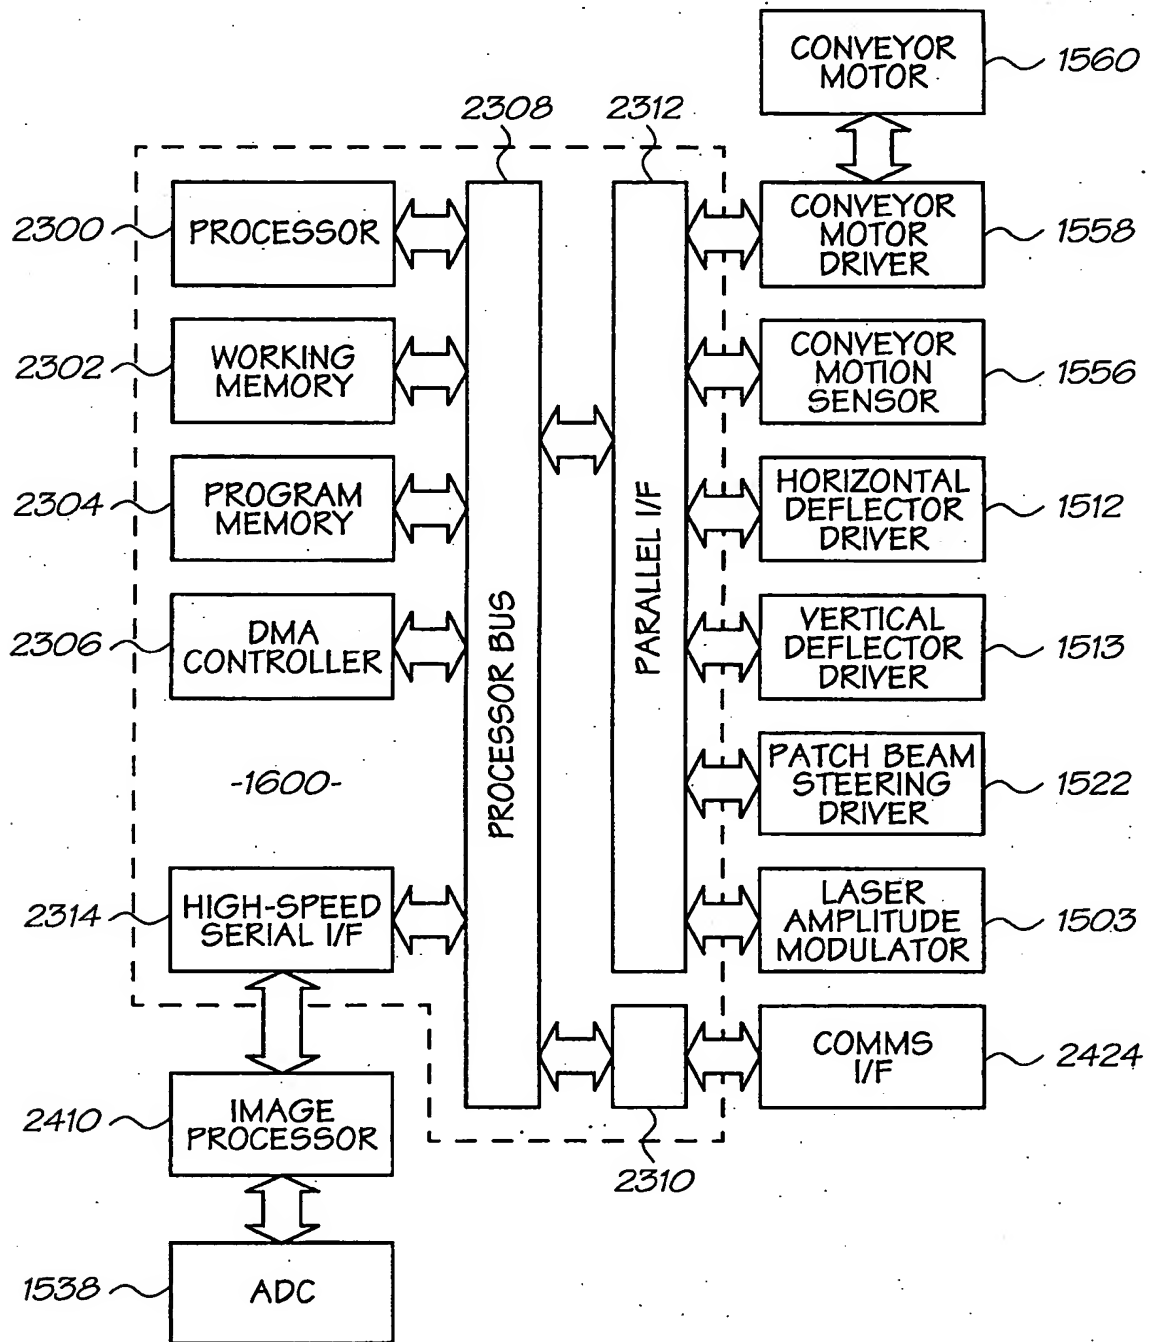 CONVEYOR
MOTOR
1560
2308
2312
2300
PROCESSOR
CONVEYOR
MOTOR
DRIVER
1558
2302
WORKING
MEMORY
CONVEYOR
MOTION
SENSOR
1556
2304
PROGRAM
MEMORY
HORIZONTAL
DEFLECTOR
DRIVER
1512
PROCESSOR BUS
PARALLEL I/F
2306
DMA
CONTROLLER
VERTICAL
DEFLECTOR
DRIVER
1513
-1600-
PATCH BEAM
STEERING
DRIVER
1522
2314
HIGH-SPEED
SERIAL I/F
LASER
AMPLITUDE
MODULATOR
1503
COMMS
I/F
2424
2410
IMAGE
PROCESSOR
2310
1538
ADC